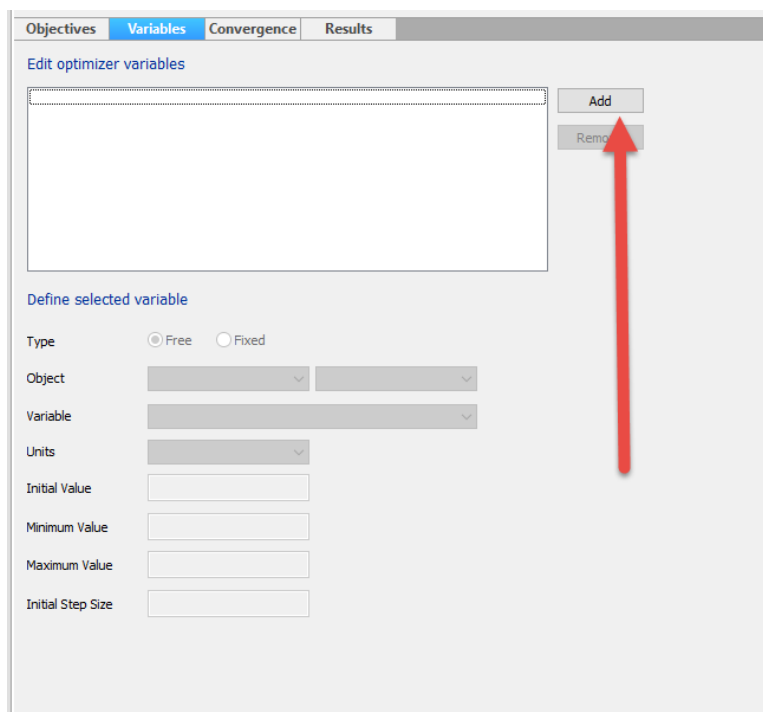 Objectives Variables Convergence Results
Edit optimizer variables
Add
Define selected variable
Type Free Fixed
Object
Variable
Units
Initial Value
Minimum Value
Maximum Value
Initial Step Size